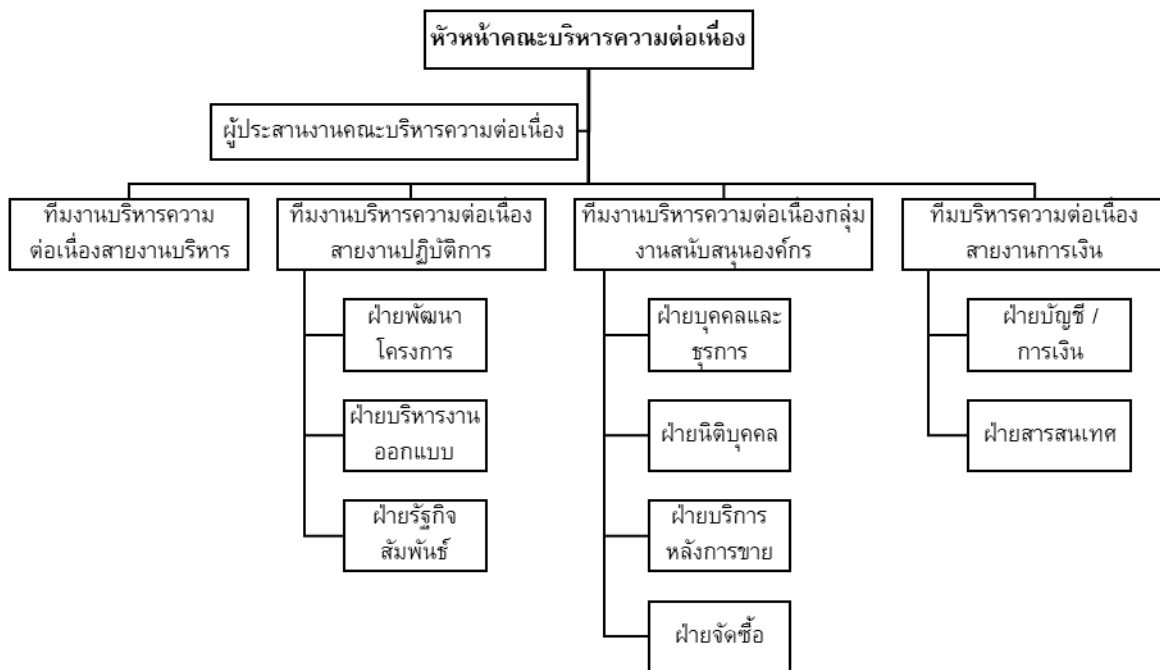 หัวหน้าคณะบริหารความต่อเนื่อง
ผู้ประสานงานคณะบริหารความต่อเนื่อง
ทีมงานบริหารความ
ต่อเนื่องสายงานบริหาร
ทีมงานบริหารความต่อเนื่อง
สายงานปฏิบัติการ
ฝ่ายพัฒนา
โครงการ
ฝ่ายบริหารงาน
ออกแบบ
ฝ่ายรัฐกิจ
สัมพันธ์
ทีมงานบริหารความต่อเนื่องกลุ่ม
งานสนับสนุนองค์กร
ฝ่ายบุคคลและ
ธุรการ
ฝ่ายนิติบุคคล
ฝ่ายบริการ
หลังการขาย
ฝ่ายจัดซื้อ
ทีมบริหารความต่อเนื่อง
สายงานการเงิน
ฝ่ายบัญชี /
การเงิน
ฝ่ายสารสนเทศ